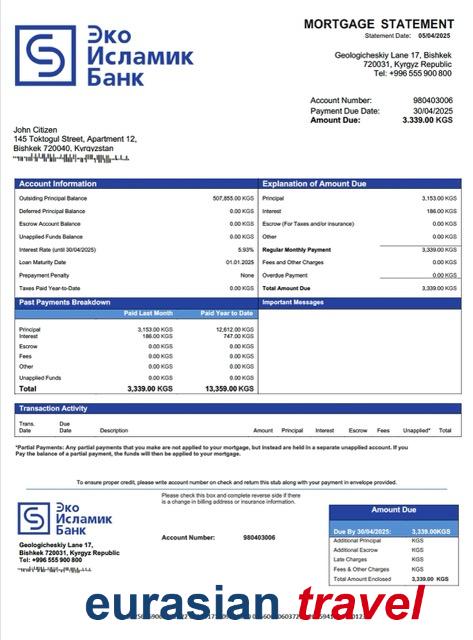 Эко
Исламик
Банк
MORTGAGE STATEMENT
Statement Date: 05/04/2025
Geologicheskiy Lane 17, Bishkek
720031, Kyrgyz Republic
Tel: +996 555 900 800
Account Number: 980403006
Payment Due Date: 30/04/2025
Amount Due: 3.339.00 KGS
John Citizen
145 Toktogul Street, Apartment 12,
Bishkek 720040, Kyrgyzstan
Account Information
Outsiding Principal Balance 507,855.00 KGS
Deferred Principal Balance 0.00 KGS
Escrow Account Balance 0.00 KGS
Unapplied Funds Balance 0.00 KGS
Interest Rate (until 30/04/2025) 5.93%
Loan Maturity Date 01.01.2025
Prepayment Penalty None
Taxes Paid Year-to-Date 0.00 KGS
Explanation of Amount Due
Principal 3,153.00 KGS
Interest 186.00 KGS
Escrow (For Taxes and/or insurance) 0.00 KGS
Other 0.00 KGS
Regular Monthly Payment 3,339.00 KGS
Fees and Other Charges 0.00 KGS
Overdue Payment 0.00 KGS
Total Amount Due 3,339.00 KGS
Past Payments Breakdown
Paid Last Month Paid Year to Date
Principal 3,153.00 KGS 12,612.00 KGS
Interest 186.00 KGS 747.00 KGS
Escrow 0.00 KGS 0.00 KGS
Fees 0.00 KGS 0.00 KGS
Other 0.00 KGS 0.00 KGS
Unapplied Funds 0.00 KGS 0.00 KGS
Total 3,339.00 KGS 13,359.00 KGS
Important Messages
Transaction Activity
Trans. Date Due Date Description Amount Principal Interest Escrow Fees Unapplied* Total
*Partial Payments: Any partial payments that you make are not applied to your mortgage, but instead are held in a separate unapplied account. If you
Pay the balance of a partial payment, the funds will then be applied to your mortgage.
To ensure proper credit, please write account number on check and return this stub along with your payment in envelope provided.
Эко
Исламик
Банк
Geologicheskiy Lane 17,
Bishkek 720031, Kyrgyz Republic
Tel: +996 555 900 800
Please check this box and complete reverse side if there
is a change in billing address or insurance information.
Account Number: 980403006
Amount Due
Due By 30/04/2025: 3,339.00KGS
Additional Principal KGS
Additional Escrow KGS
Late Charges KGS
Fees & Other Charges KGS
Total Amount Enclosed 3,339.00 KGS
eurasian travel